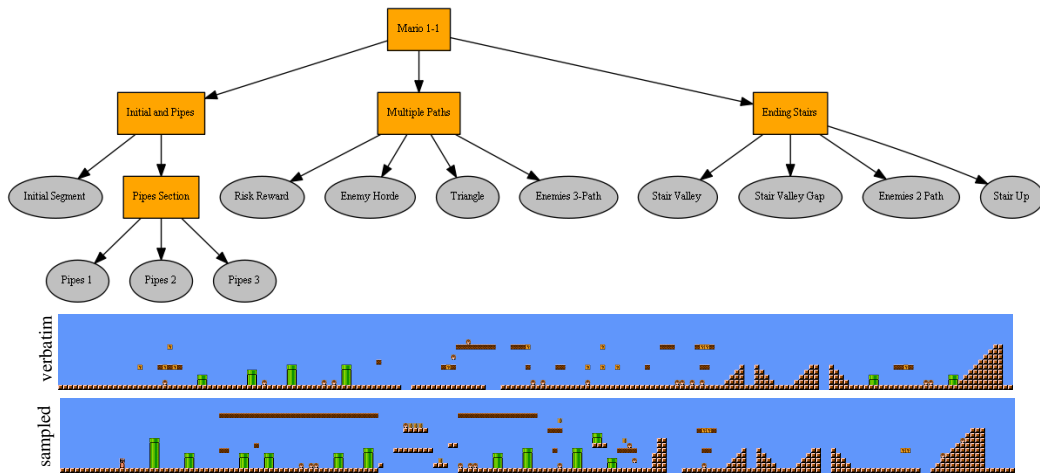 Mario 1-1
Initial and Pipes
Multiple Paths
Ending Stairs
Initial Segment
Pipes Section
Risk Reward
Enemy Horde
Triangle
Enemies 3-Path
Stair Valley
Stair Valley Gap
Enemies 2 Path
Stair Up
Pipes 1
Pipes 2
Pipes 3
verbatim
sampled